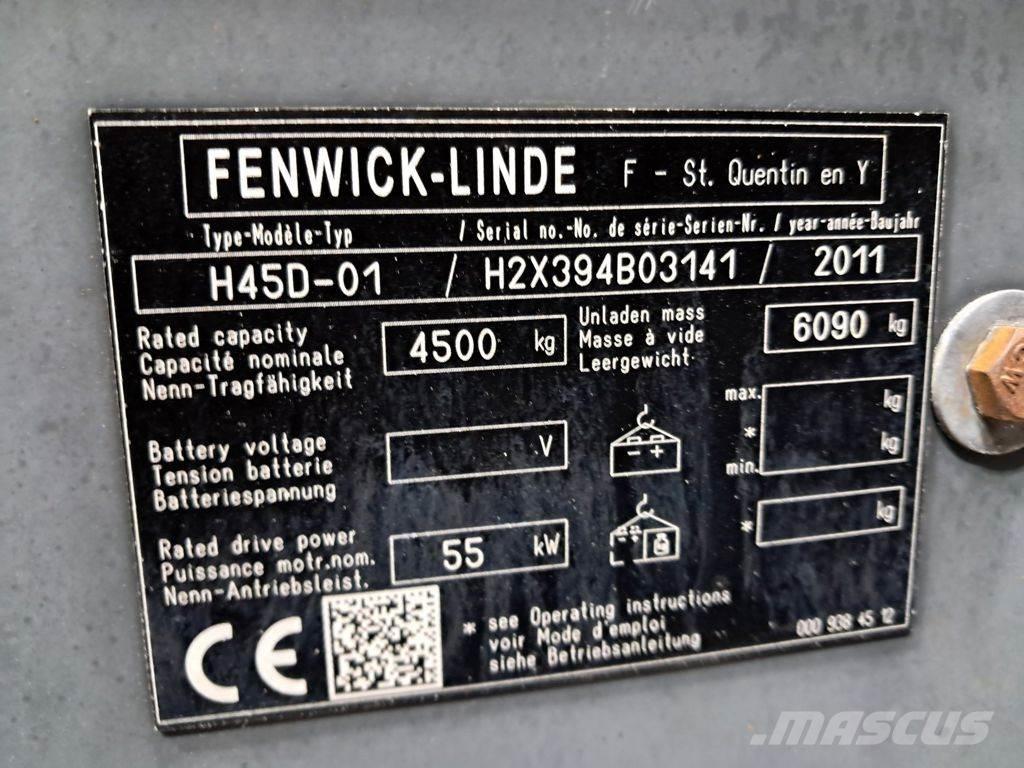 FENWICK-LINDE F - St. Quentin en Y
Type-Modèle-Typ / Serial no.-No. de série-Serien-Nr. / year-année-Baujahr
H45D-01 / H2X394B03141 / 2011
Rated capacity
Capacité nominale
Nenn-Tragfähigkeit
4500 kg
Unladen mass
Masse à vide
Leergewicht
6090 kg
Battery voltage
Tension batterie
Batteriespannung
V
- +
max. kg
* kg
min.
Rated drive power
Puissance motr.nom.
Nenn-Antriebsleist.
55 kW
* kg
CE
* see Operating instructions
voir Mode d'emploi
siehe Betriebsanleitung
000 938 45 12
MASCUS